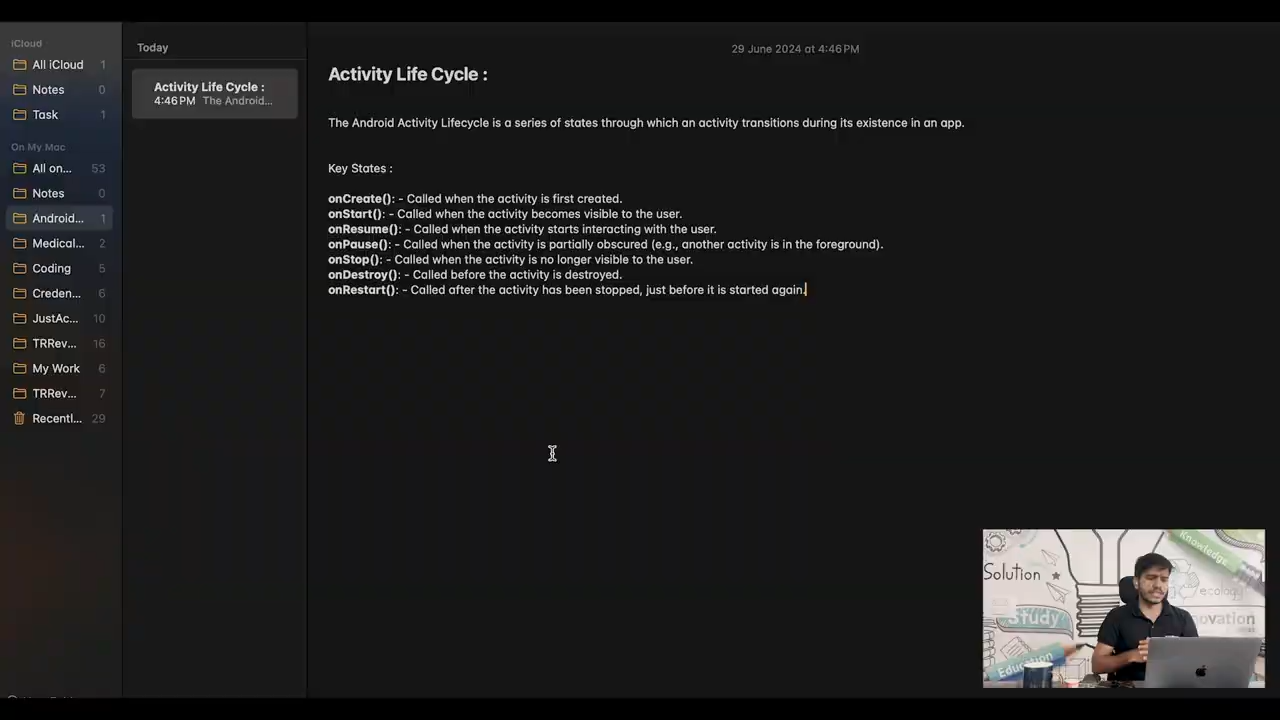 iCloud
All iCloud 1
Notes 0
Task 1
On My Mac
All on... 53
Notes 0
Android... 1
Medical... 2
Coding 5
Creden... 6
JustAc... 10
TRRev... 16
My Work 6
TRRev... 7
Recentl... 29
Today
Activity Life Cycle :
4:46 PM The Android...
29 June 2024 at 4:46 PM
Activity Life Cycle :
The Android Activity Lifecycle is a series of states through which an activity transitions during its existence in an app.
Key States :
onCreate(): - Called when the activity is first created.
onStart(): - Called when the activity becomes visible to the user.
onResume(): - Called when the activity starts interacting with the user.
onPause(): - Called when the activity is partially obscured (e.g., another activity is in the foreground).
onStop(): - Called when the activity is no longer visible to the user.
onDestroy(): - Called before the activity is destroyed.
onRestart(): - Called after the activity has been stopped, just before it is started again.
Knowledge
Solution
ecology
Study
Education